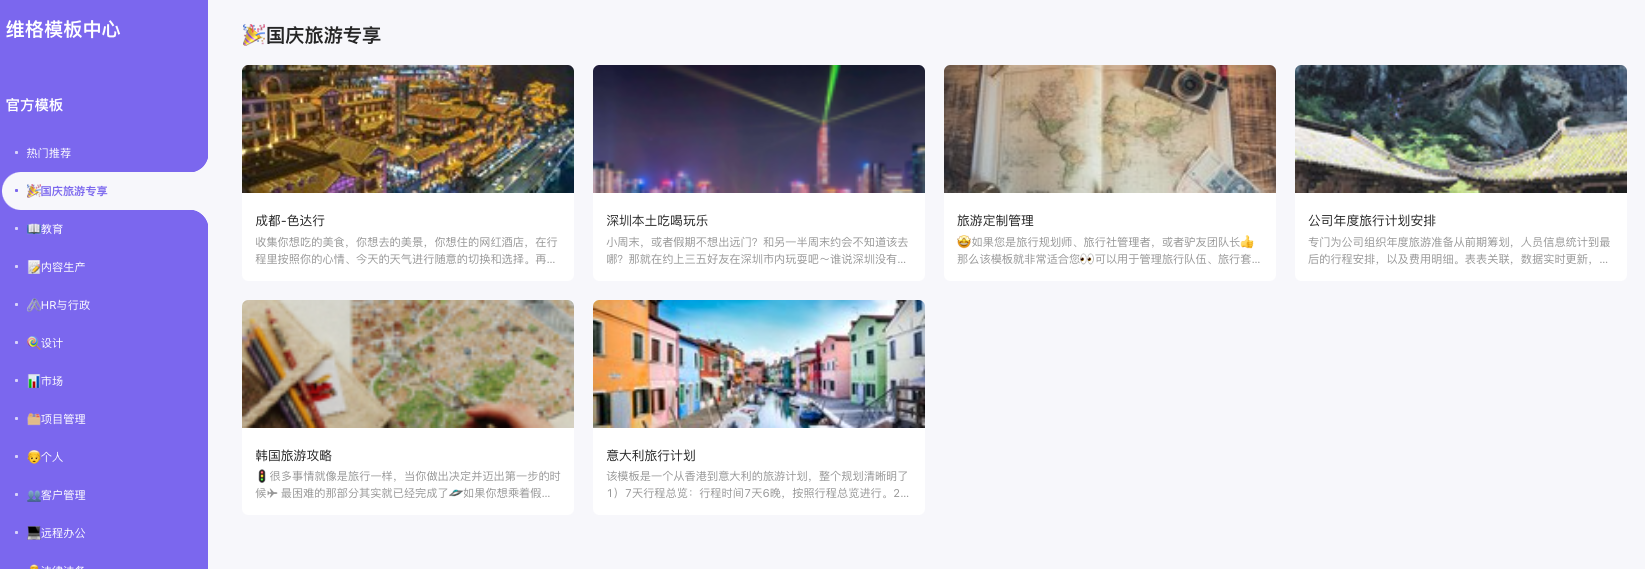 维格模板中心
官方模板
热门推荐
🎉国庆旅游专享
📖教育
📝内容生产
🖇HR与行政
设计
📊市场
🗂项目管理
👴个人
👥客户管理
💻远程办公
🎉国庆旅游专享
成都-色达行
收集你想吃的美食，你想去的美景，你想住的网红酒店，在行
程里按照你的心情、今天的天气进行随意的切换和选择。再...
深圳本土吃喝玩乐
小周末，或者假期不想出远门？和另一半周末约会不知道该去
哪？那就在约上三五好友在深圳市内玩耍吧～谁说深圳没有...
旅游定制管理
🤩如果您是旅行规划师、旅行社管理者，或者驴友团队长👍
那么该模板就非常适合您👀可以用于管理旅行队伍、旅行套...
公司年度旅行计划安排
专门为公司组织年度旅游准备从前期筹划，人员信息统计到最
后的行程安排，以及费用明细。表表关联，数据实时更新，...
韩国旅游攻略
🚦很多事情就像是旅行一样，当你做出决定并迈出第一步的时
候✈ 最困难的那部分其实就已经完成了🪐如果你想乘着假...
意大利旅行计划
该模板是一个从香港到意大利的旅游计划，整个规划清晰明了
1）7天行程总览：行程时间7天6晚，按照行程总览进行。2...